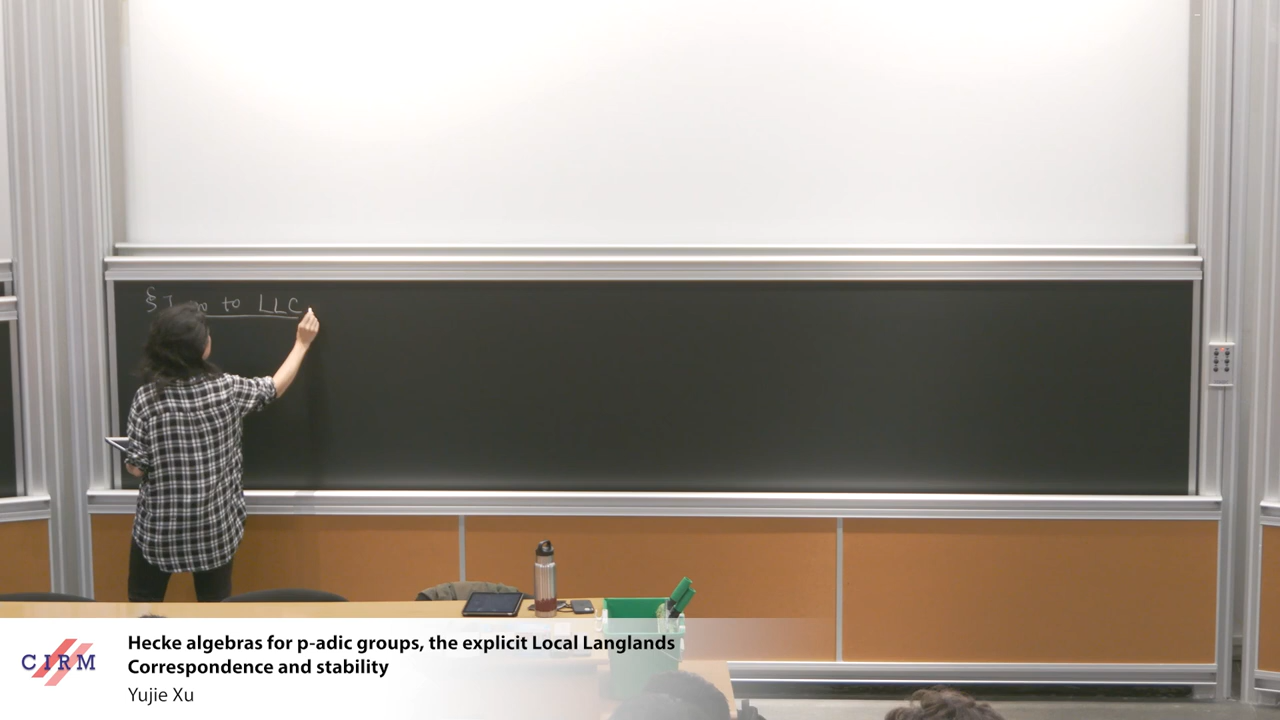 § to LLC
CIRM
Hecke algebras for p-adic groups, the explicit Local Langlands
Correspondence and stability
Yujie Xu